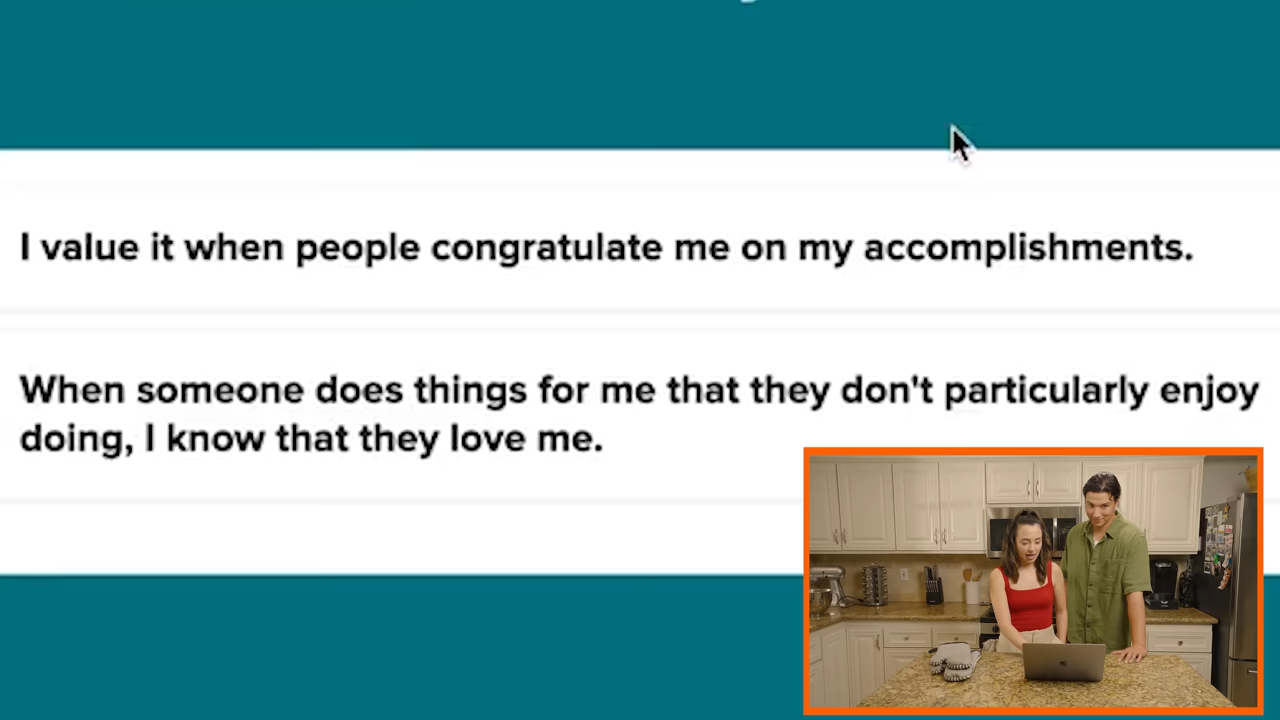 I value it when people congratulate me on my accomplishments.
When someone does things for me that they don't particularly enjoy
doing, I know that they love me.